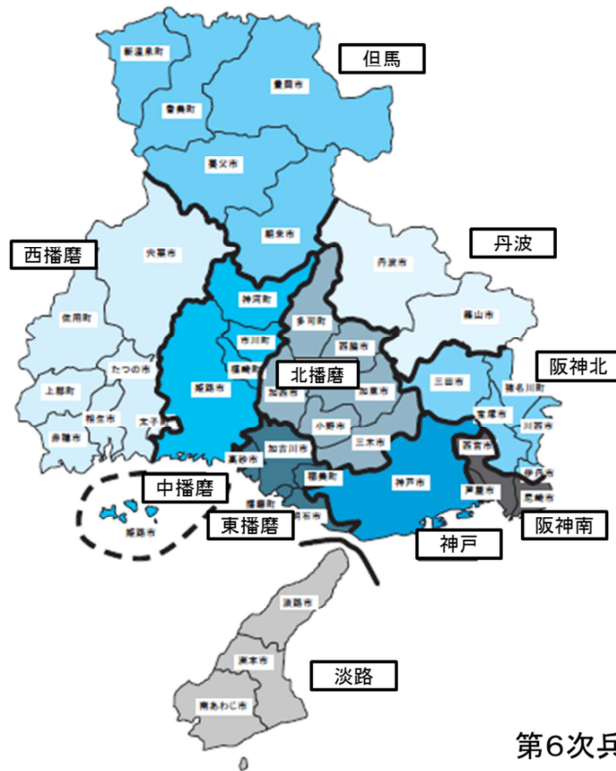 新温泉町
但馬
豊岡市
香美町
養父市
朝来市
西播磨
宍粟市
丹波
丹波市
神河町
佐用町
多可町
篠山市
市川町
西脇市
阪神北
たつの市
福崎町
北播磨
三田市
猪名川町
上郡町
姫路市
加西市
加東市
相生市
太子町
小野市
宝塚市
川西市
赤穂市
三木市
西宮市
加古川市
高砂市
稲美町
神戸市
芦屋市
伊丹市
尼崎市
中播磨
播磨町
明石市
東播磨
神戸
阪神南
姫路市
淡路市
洲本市
淡路
南あわじ市
第6次兵